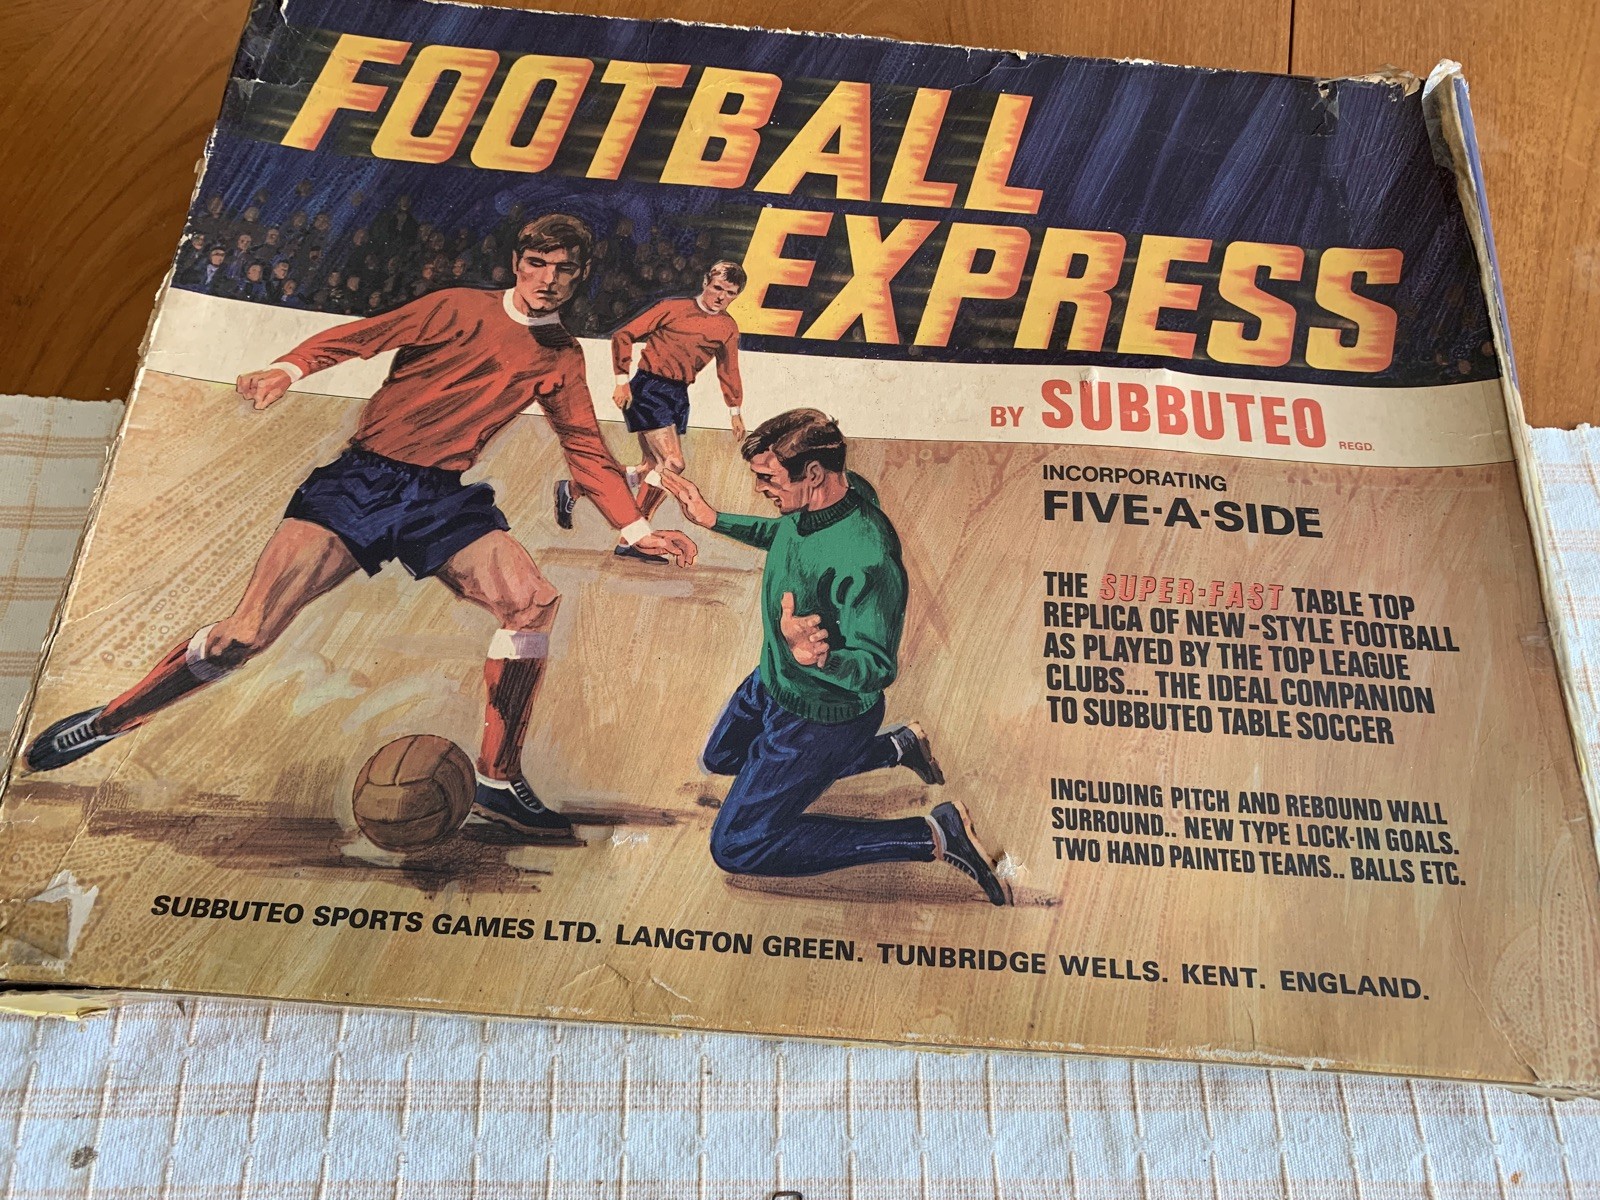 FOOTBALL
EXPRESS
BY SUBBUTEO REGD.
INCORPORATING
FIVE-A-SIDE
THE SUPER-FAST TABLE TOP
REPLICA OF NEW-STYLE FOOTBALL
AS PLAYED BY THE TOP LEAGUE
CLUBS... THE IDEAL COMPANION
TO SUBBUTEO TABLE SOCCER
INCLUDING PITCH AND REBOUND WALL
SURROUND.. NEW TYPE LOCK-IN GOALS.
TWO HAND PAINTED TEAMS.. BALLS ETC.
SUBBUTEO SPORTS GAMES LTD. LANGTON GREEN. TUNBRIDGE WELLS. KENT. ENGLAND.